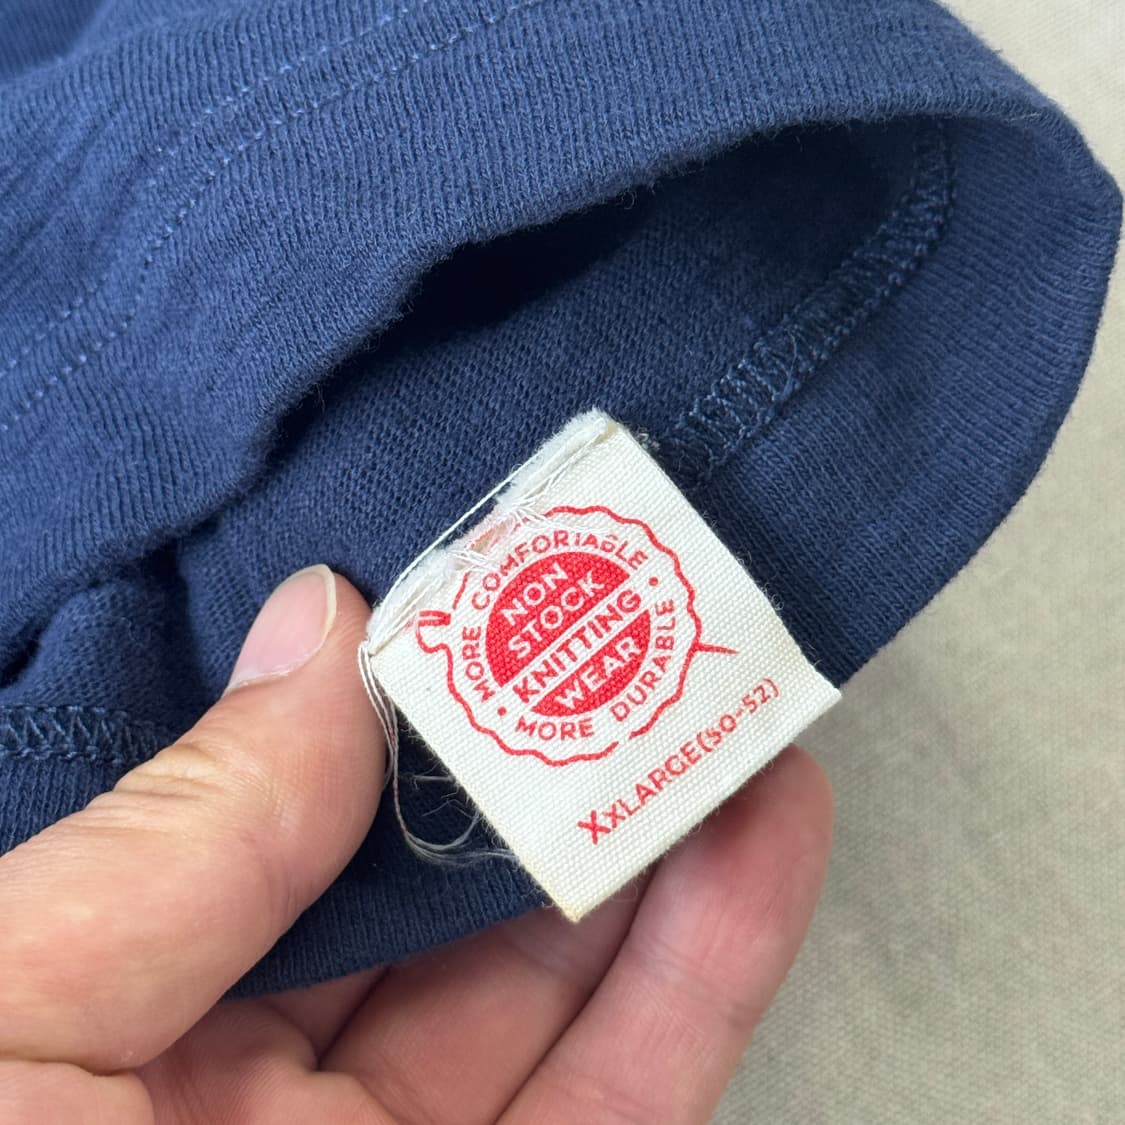 MORE COMFORTABLE
NON
STOCK
KNITTING
WEAR
MORE DURABLE
XXLARGE(50-52)